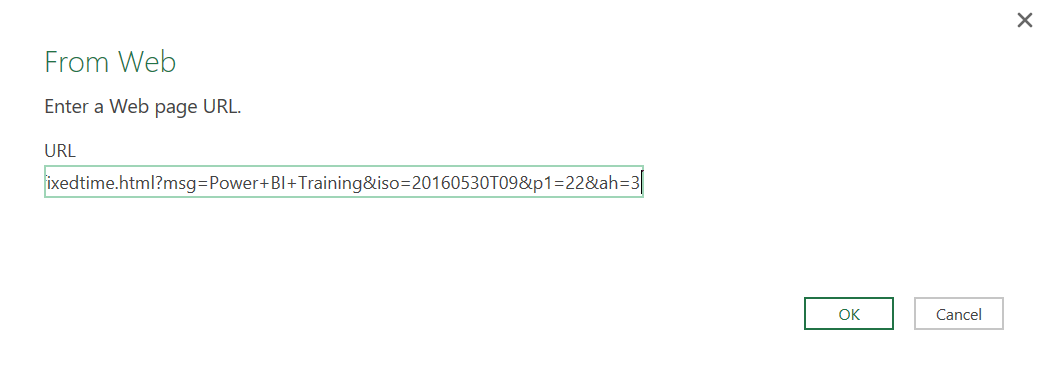 From Web
Enter a Web page URL.
URL
ixedtime.html?msg=Power+BI+Training&iso=20160530T09&p1=22&ah=3
OK
Cancel